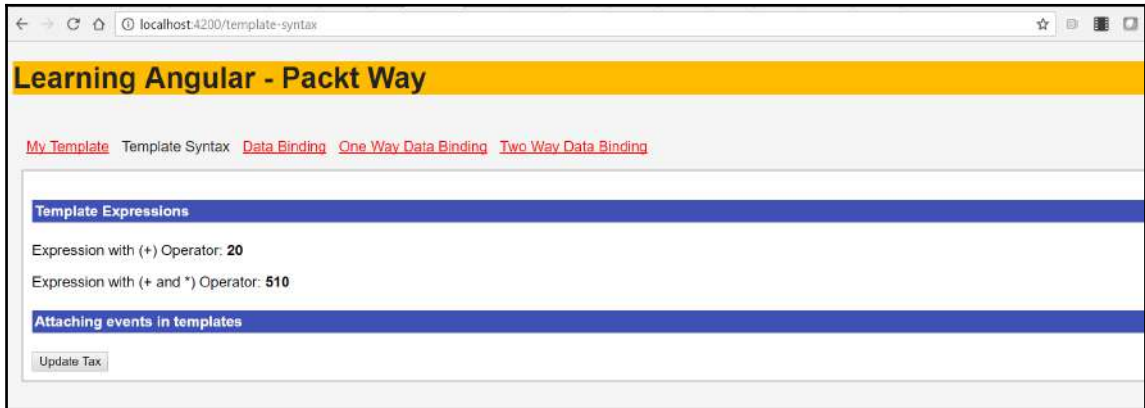 localhost:4200/template-syntax
Learning Angular - Packt Way
My Template Template Syntax Data Binding One Way Data Binding Two Way Data Binding
Template Expressions
Expression with (+) Operator: 20
Expression with (+ and *) Operator: 510
Attaching events in templates
Update Tax